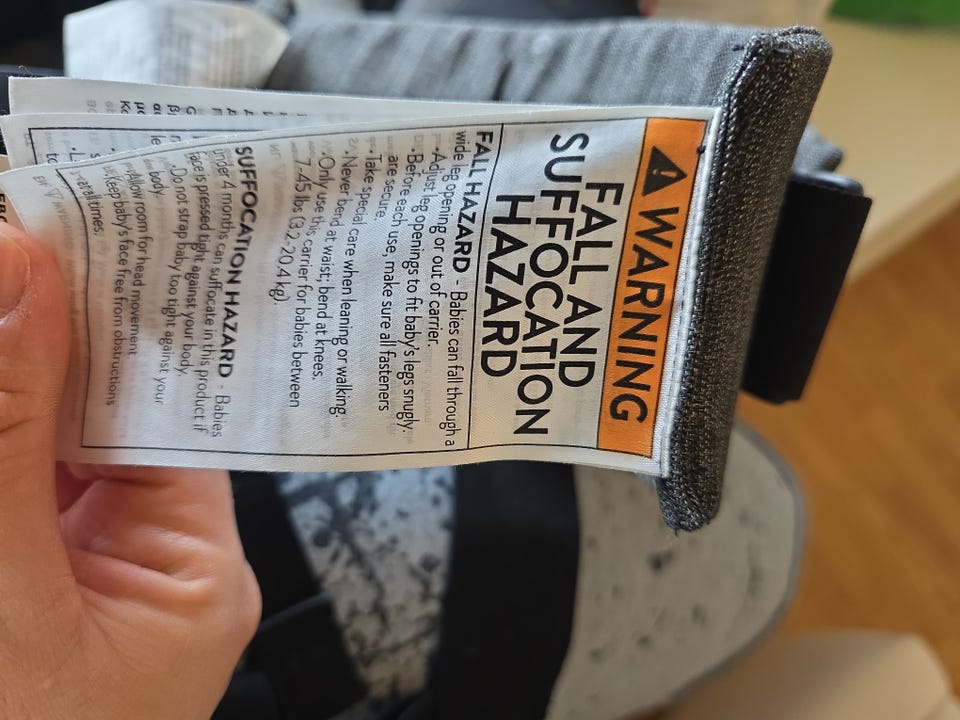 WARNING
FALL AND
SUFFOCATION
HAZARD
FALL HAZARD - Babies can fall through a
wide leg opening or out of carrier.
•Adjust leg openings to fit baby's legs snugly.
•Before each use, make sure all fasteners
are secure.
•Take special care when leaning or walking.
•Never bend at waist; bend at knees.
•Only use this carrier for babies between
7-45 lbs (3.2-20.4kg)
SUFFOCATION HAZARD - Babies
under 4 months can suffocate in this product if
face is pressed tight against your body.
•Do not strap baby too tight against your
body.
•Allow room for head movement
•Keep baby's face free from obstructions
at all times.